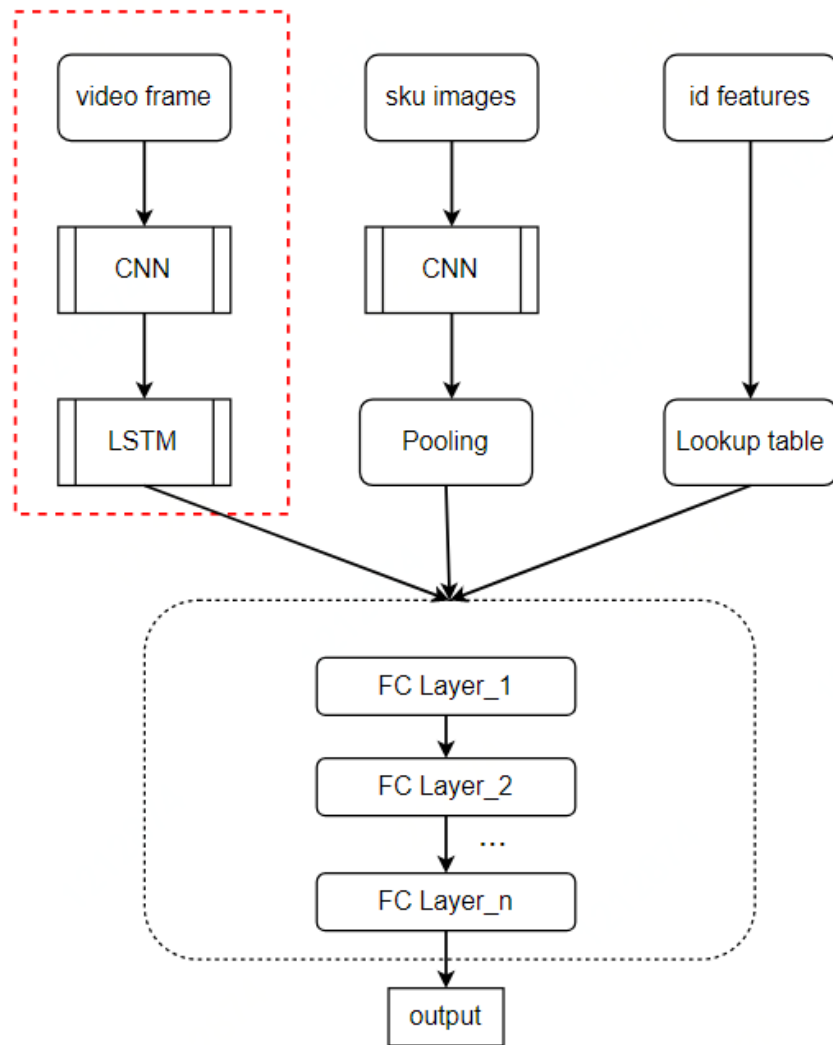 video frame
sku images
id features
CNN
CNN
LSTM
Pooling
Lookup table
FC Layer_1
FC Layer_2
...
FC Layer_n
output